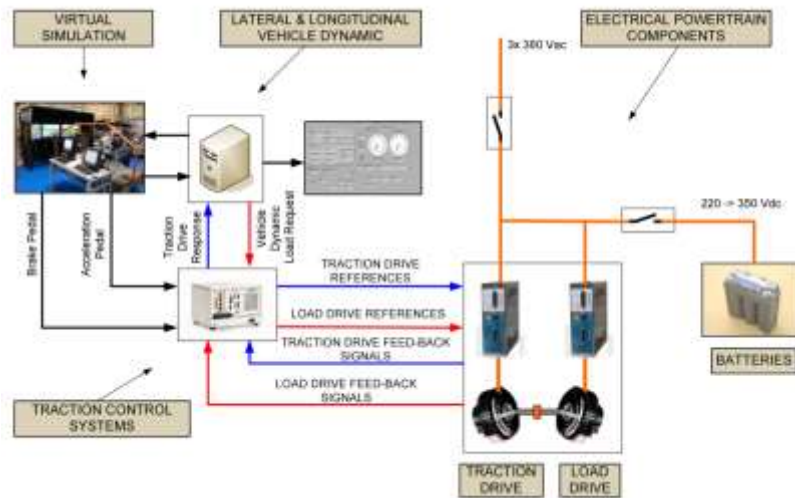 VIRTUAL
SIMULATION
LATERAL & LONGITUDINAL
VEHICLE DYNAMIC
ELECTRICAL POWERTRAIN
COMPONENTS
3x 380 Vac
220 -> 350 Vdc
Brake Pedal
Acceleration
Pedal
Traction
Drive
Response
Vehicle
Dynamic
Load Request
TRACTION DRIVE
REFERENCES
LOAD DRIVE REFERENCES
TRACTION DRIVE FEED-BACK
SIGNALS
LOAD DRIVE FEED-BACK
SIGNALS
BATTERIES
TRACTION CONTROL
SYSTEMS
TRACTION
DRIVE
LOAD
DRIVE